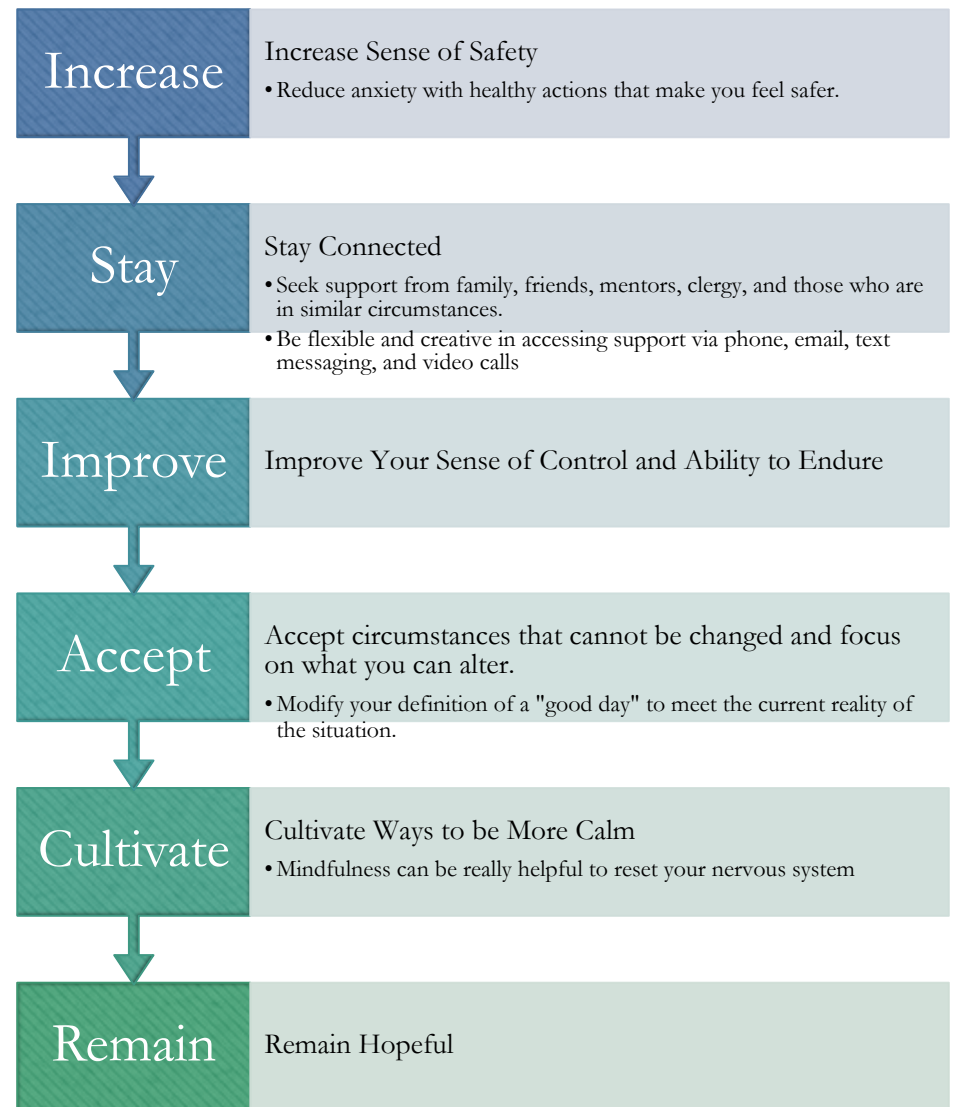 Increase
Increase Sense of Safety
• Reduce anxiety with healthy actions that make you feel safer.
Stay
Stay Connected
• Seek support from family, friends, mentors, clergy, and those who are
in similar circumstances.
• Be flexible and creative in accessing support via phone, email, text
messaging, and video calls
Improve
Improve Your Sense of Control and Ability to Endure
Accept
Accept circumstances that cannot be changed and focus
on what you can alter.
• Modify your definition of a "good day" to meet the current reality of
the situation.
Cultivate
Cultivate Ways to be More Calm
• Mindfulness can be really helpful to reset your nervous system
Remain
Remain Hopeful